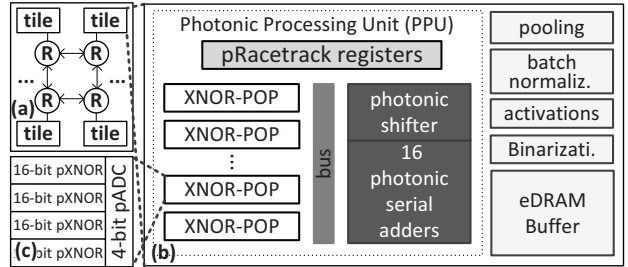 tile
tile
R
R
...
...
R
R
(a)
tile
tile
16-bit pXNOR
16-bit pXNOR
16-bit pXNOR
(c)
bit pXNOR
4-bit pADC
Photonic Processing Unit (PPU)
pRacetrack registers
XNOR-POP
XNOR-POP
...
XNOR-POP
XNOR-POP
(b)
bus
photonic
shifter
16
photonic
serial
adders
pooling
batch
normaliz.
activations
Binarizati.
eDRAM
Buffer